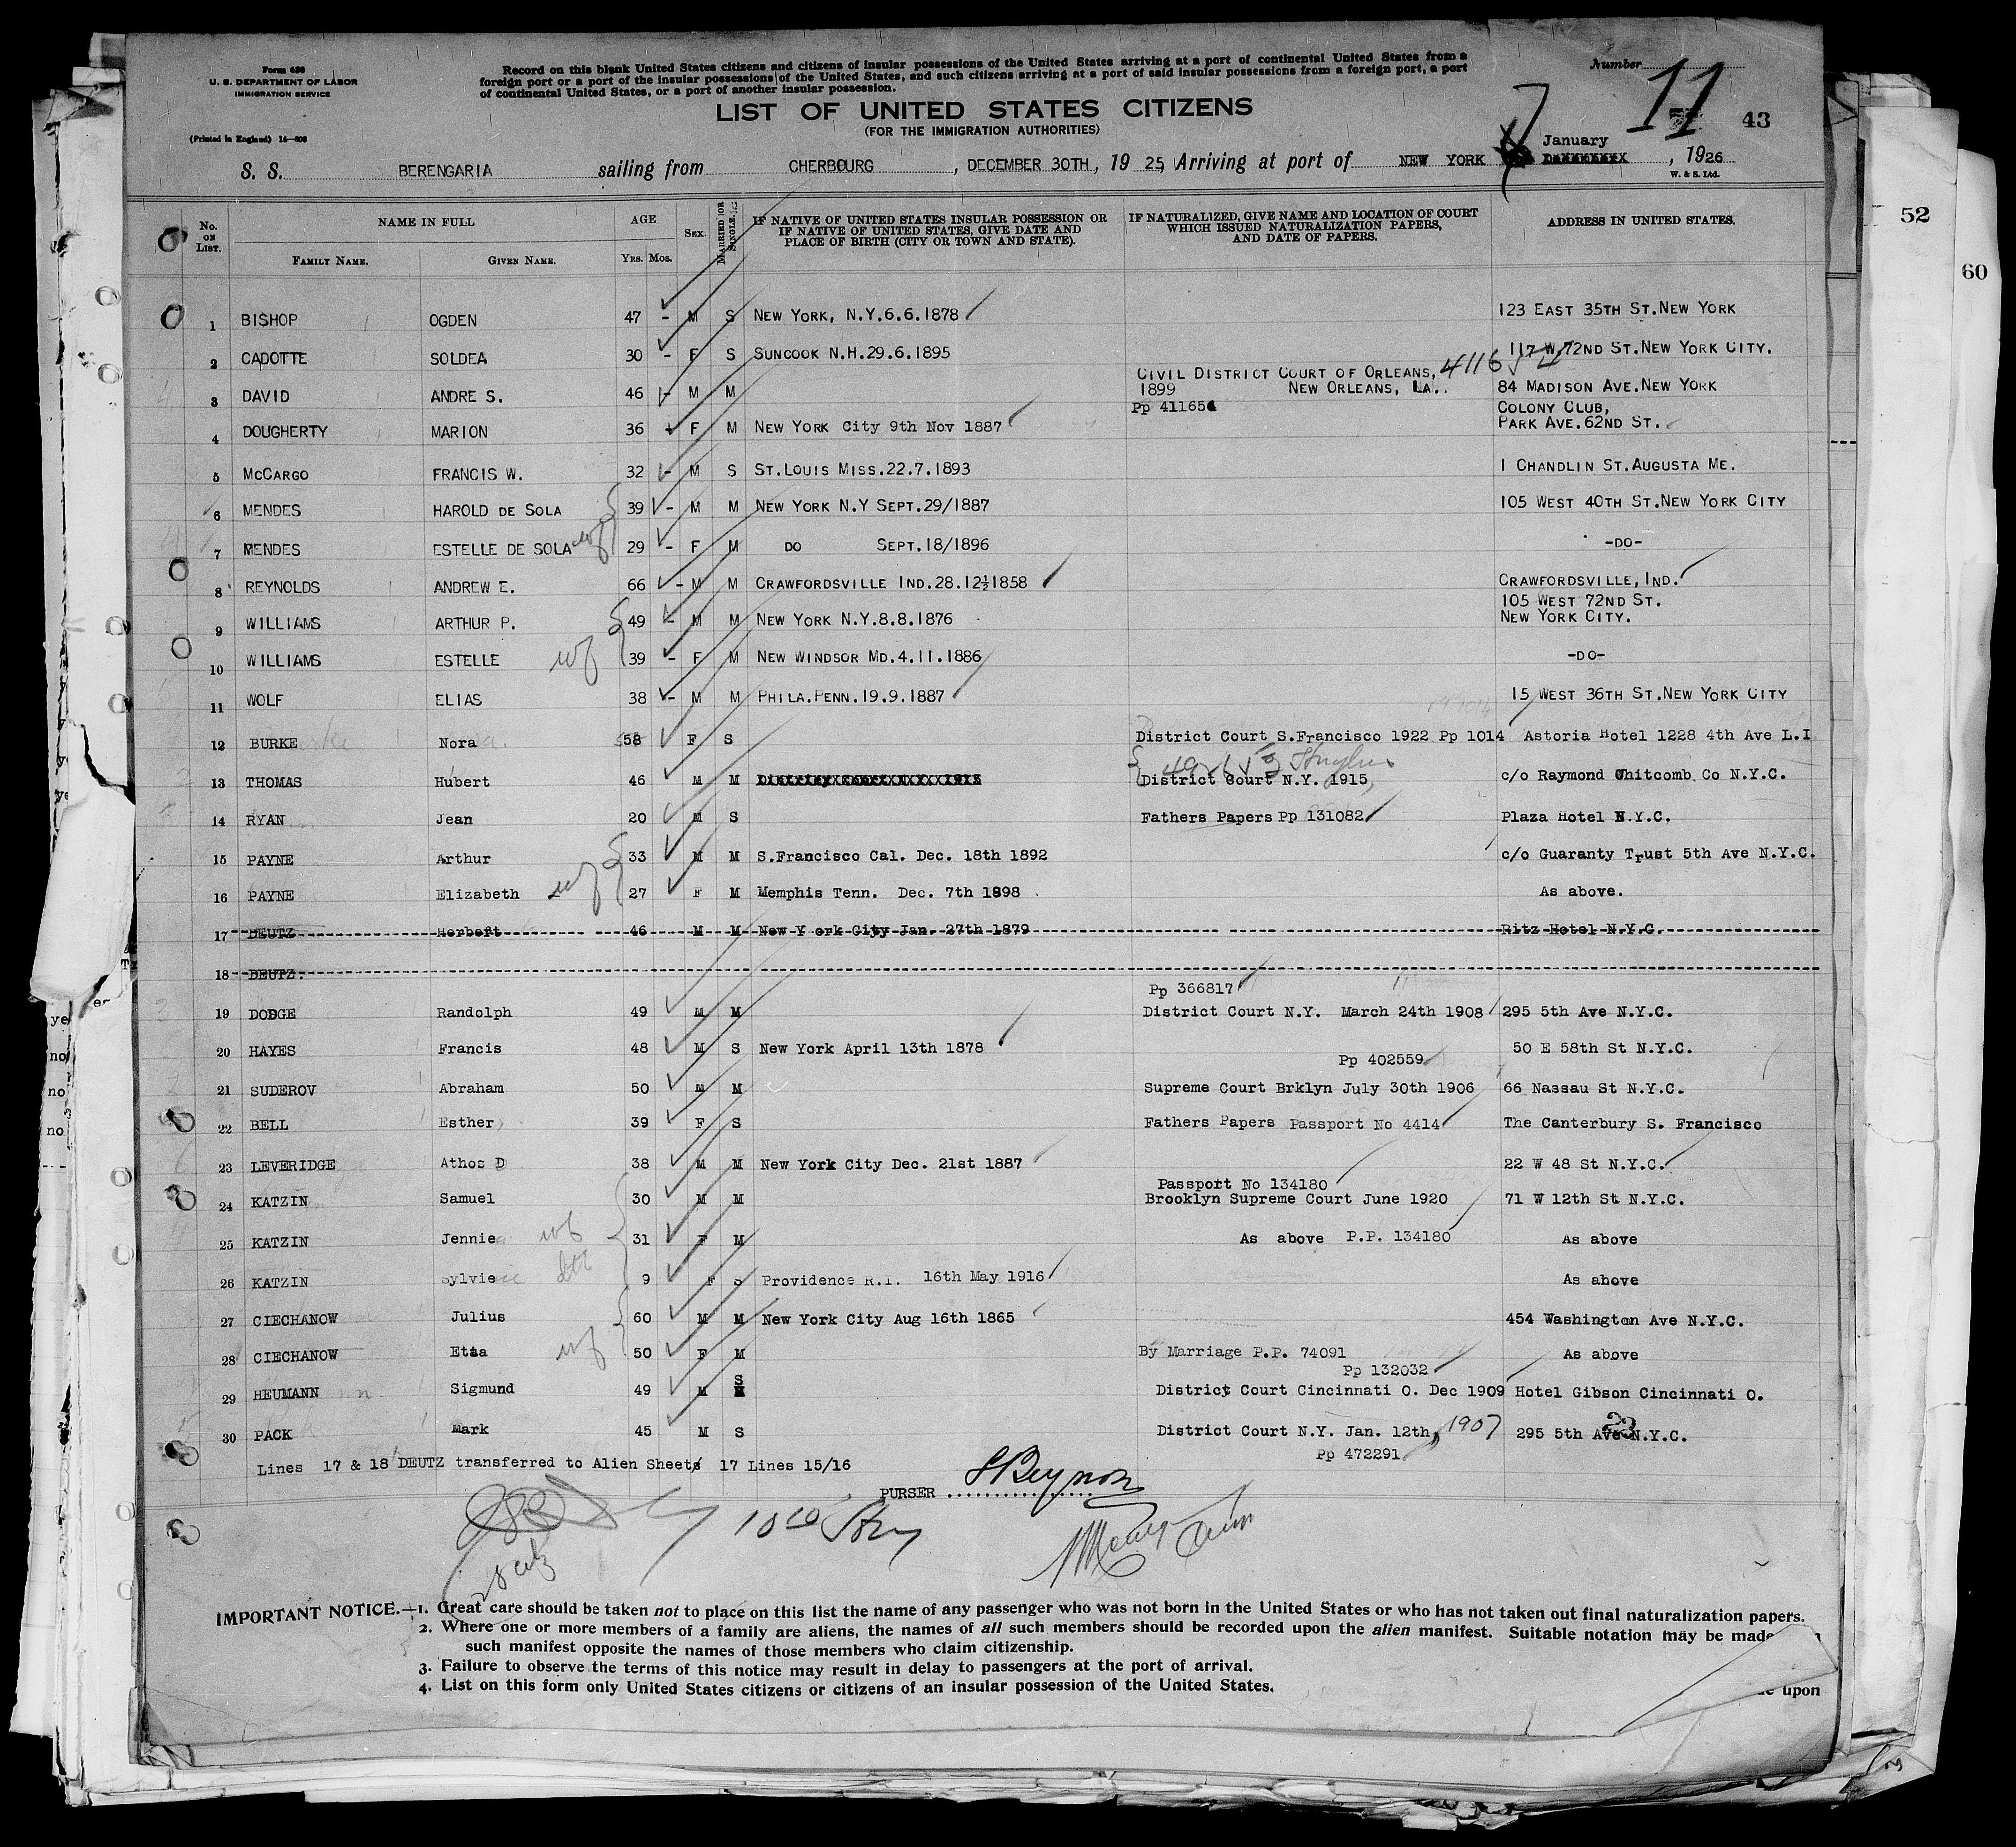 Form 630
U. S. DEPARTMENT OF LABOR
IMMIGRATION SERVICE
(Printed in England) 14—608
Record on this blank United States citizens and citizens of insular possessions of the United States arriving at a port of continental United States from a
foreign port or a port of the insular possessions of the United States, and such citizens arriving at a port of said insular possessions from a foreign port, a port
of continental United States, or a port of another insular possession.
Number 11
43
LIST OF UNITED STATES CITIZENS
(FOR THE IMMIGRATION AUTHORITIES)
S. S. BERENGARIA sailing from CHERBOURG, DECEMBER 30TH, 19 25, Arriving at port of NEW YORK 7 January, 1926
W. & S. Ltd.
52
60
No. ON LIST. NAME IN FULL AGE SEX. MARRIED OR SINGLE. IF NATIVE OF UNITED STATES INSULAR POSSESSION OR IF NATIVE OF UNITED STATES, GIVE DATE AND PLACE OF BIRTH (CITY OR TOWN AND STATE). IF NATURALIZED, GIVE NAME AND LOCATION OF COURT WHICH ISSUED NATURALIZATION PAPERS, AND DATE OF PAPERS. ADDRESS IN UNITED STATES.
FAMILY NAME. GIVEN NAME. YRS. MOS.
1 BISHOP OGDEN 47 - M S NEW YORK, N.Y.6.6.1878 123 EAST 35TH ST.NEW YORK
2 CADOTTE SOLDEA 30 - F S SUNCOOK N.H.29.6.1895 117 W 72ND ST.NEW YORK CITY.
CIVIL DISTRICT COURT OF ORLEANS, 411654
3 DAVID ANDRE S. 46 - M M 1899 NEW ORLEANS, LA.. 84 MADISON AVE.NEW YORK
Pp 411654 COLONY CLUB,
4 DOUGHERTY MARION 36 - F M NEW YORK City 9th Nov 1887 PARK AVE.62ND ST.
5 McCARGO FRANCIS W. 32 - M S ST.LOUIS MISS.22.7.1893 1 CHANDLIN ST.AUGUSTA ME.
6 MENDES HAROLD DE SOLA 39 - M M NEW YORK N.Y SEPT.29/1887 105 WEST 40TH ST.NEW YORK CITY
7 MENDES ESTELLE DE SOLA wf 29 - F M DO SEPT.18/1896 -DO-
8 REYNOLDS ANDREW E. 66 - M M CRAWFORDSVILLE IND.28.12½1858 CRAWFORDSVILLE, IND.
105 WEST 72ND ST.
9 WILLIAMS ARTHUR P. 49 - M M NEW YORK N.Y.8.8.1876 NEW YORK CITY.
10 WILLIAMS ESTELLE wf 39 - F M NEW WINDSOR MD.4.11.1886 -DO-
11 WOLF ELIAS 38 - M M PHILA.PENN.19.9.1887 15 WEST 36TH ST.NEW YORK CITY
12 BURKE Nora 58 F S District Court S.Francisco 1922 Pp 1014 Astoria Hotel 1228 4th Ave L.I
13 THOMAS Hubert 46 M M District Court N.Y. 1915, c/o Raymond Whitcomb Co N.Y.C.
14 RYAN Jean 20 M S Fathers Papers Pp 131082 Plaza Hotel N.Y.C.
15 PAYNE Arthur 33 M M S.Francisco Cal. Dec. 18th 1892 c/o Guaranty Trust 5th Ave N.Y.C.
16 PAYNE Elizabeth wf 27 F M Memphis Tenn. Dec. 7th 1898 As above.
17 DEUTZ Herbert 46 M M New York City Jan. 27th 1879 Ritz Hotel N.Y.C.
18 DEUTZ.
Pp 366817
19 DODGE Randolph 49 M M District Court N.Y. March 24th 1908 295 5th Ave N.Y.C.
20 HAYES Francis 48 M S New York April 13th 1878 50 E 58th St N.Y.C.
Pp 402559
21 SUDEROV Abraham 50 M M Supreme Court Brklyn July 30th 1906 66 Nassau St N.Y.C.
22 BELL Esther 39 F S Fathers Papers Passport No 4414 The Canterbury S. Francisco
23 LEVERIDGE Athos D 38 M M New York City Dec. 21st 1887 22 W 48 St N.Y.C.
Passport No 134180
24 KATZIN Samuel 30 M M Brooklyn Supreme Court June 1920 71 W 12th St N.Y.C.
25 KATZIN Jennie wf 31 F M As above P.P. 134180 As above
26 KATZIN Sylvie dtr 9 F S Providence R.I. 16th May 1916 As above
27 CIECHANOW Julius 60 M M New York City Aug 16th 1865 454 Washington Ave N.Y.C.
28 CIECHANOW Etta wf 50 F M By Marriage P.P. 74091 As above
Pp 132032
29 HEUMANN Sigmund 49 M S District Court Cincinnati O. Dec 1909 Hotel Gibson Cincinnati O.
30 PACK Mark 45 M S District Court N.Y. Jan. 12th, 1907 295 5th Ave N.Y.C.
23
Pp 472291
Lines 17 & 18 DEUTZ transferred to Alien Sheets 17 Lines 15/16
PURSER
IMPORTANT NOTICE.—1. Great care should be taken not to place on this list the name of any passenger who was not born in the United States or who has not taken out final naturalization papers.
2. Where one or more members of a family are aliens, the names of all such members should be recorded upon the alien manifest. Suitable notation may be made
such manifest opposite the names of those members who claim citizenship.
3. Failure to observe the terms of this notice may result in delay to passengers at the port of arrival.
4. List on this form only United States citizens or citizens of an insular possession of the United States.
upon
ye
no
no
no